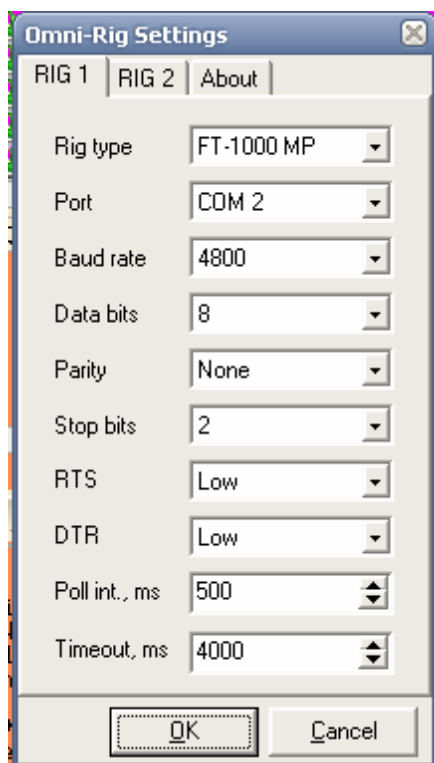 Omni-Rig Settings
RIG 1 RIG 2 About
Rig type FT-1000 MP
Port COM 2
Baud rate 4800
Data bits 8
Parity None
Stop bits 2
RTS Low
DTR Low
Poll int., ms 500
Timeout, ms 4000
OK Cancel